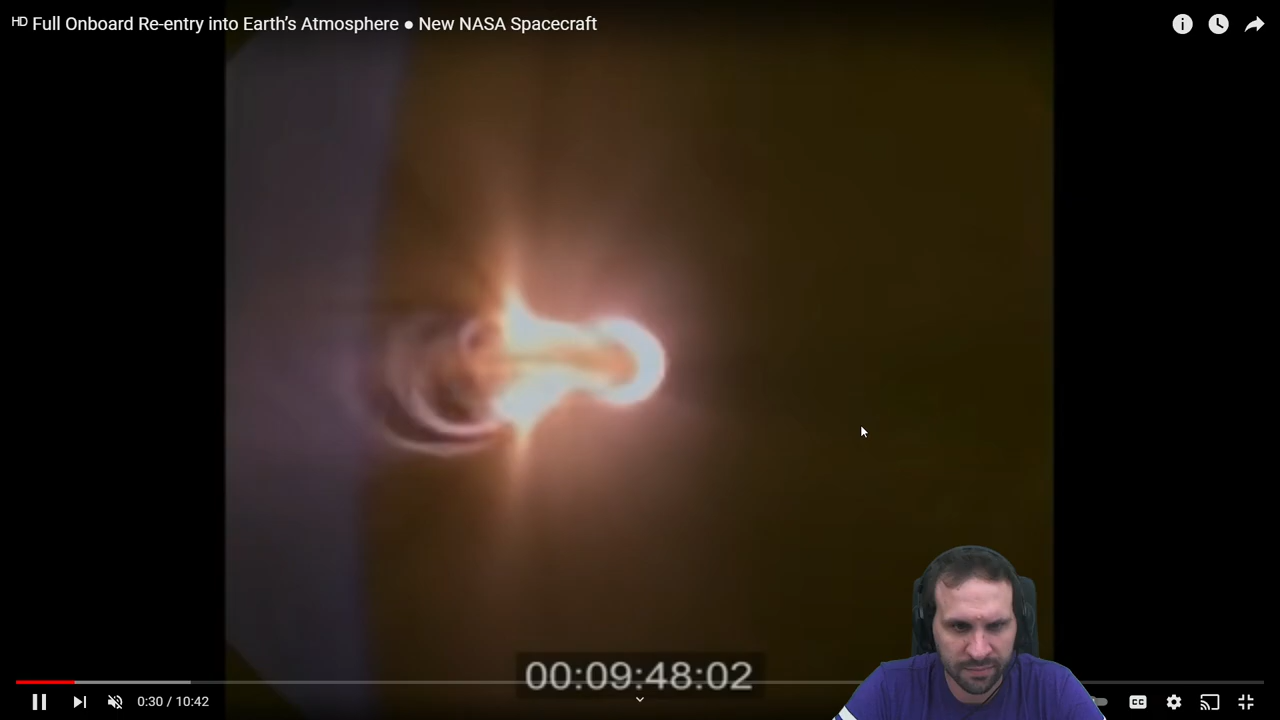 HD Full Onboard Re-entry into Earth’s Atmosphere ● New NASA Spacecraft
00:09:48:02
0:30 / 10:42
CC